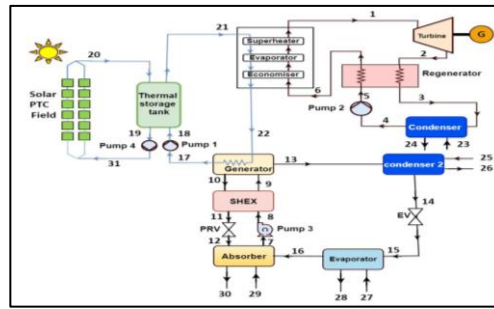 21
1
Turbine
G
20
Superheater
2
Evaporator
Economiser
6
Regenerator
Solar
PTC
Field
Thermal
storage
tank
5
3
Pump 2
19
18
22
4
Condenser
Pump 4
Pump 1
24
23
31
17
Generator
13
condenser 2
25
26
10
9
SHEX
14
11
8
EV
PRV
Pump 3
12
7
16
15
Absorber
Evaporator
30
29
28
27